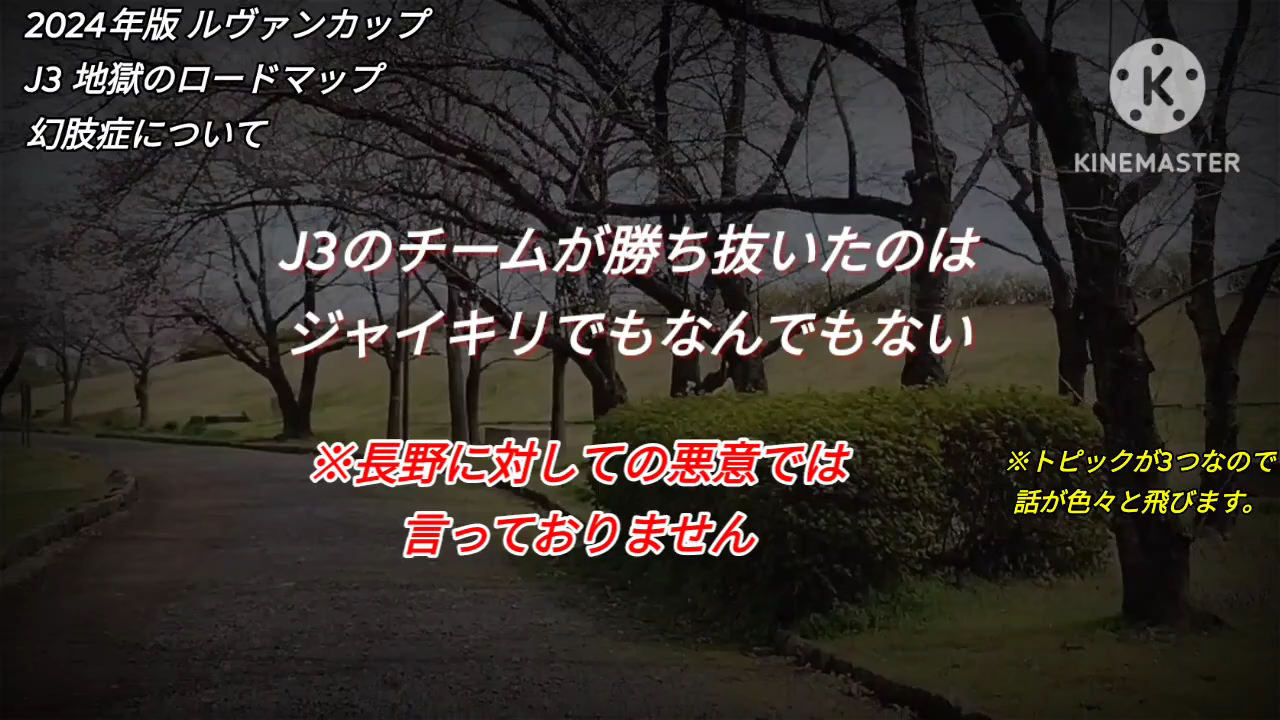 2024年版 ルヴァンカップ
J3 地獄のロードマップ
幻肢症について
KINEMASTER
J3のチームが勝ち抜いたのは
ジャイキリでもなんでもない
※長野に対しての悪意では
言っておりません
※トピックが3つなので
話が色々と飛びます。